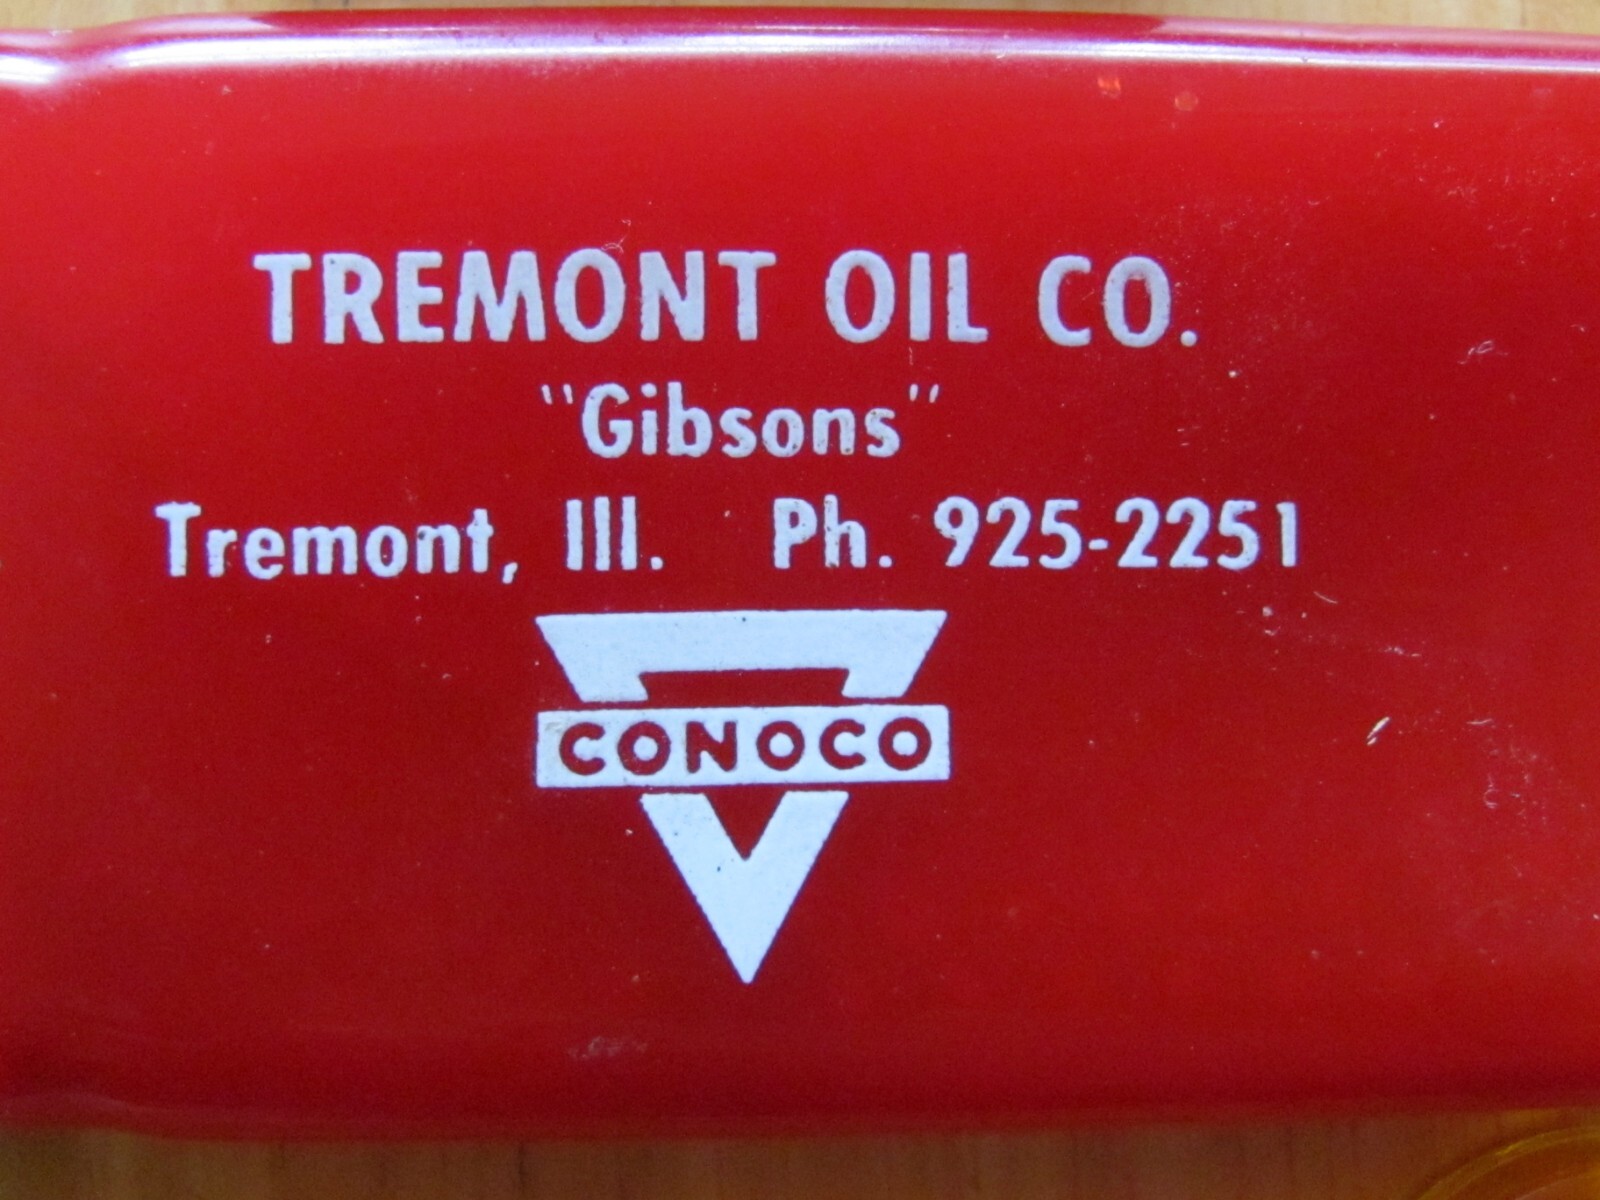 TREMONT OIL CO.
"Gibsons"
Tremont, Ill. Ph. 925-2251
CONOCO